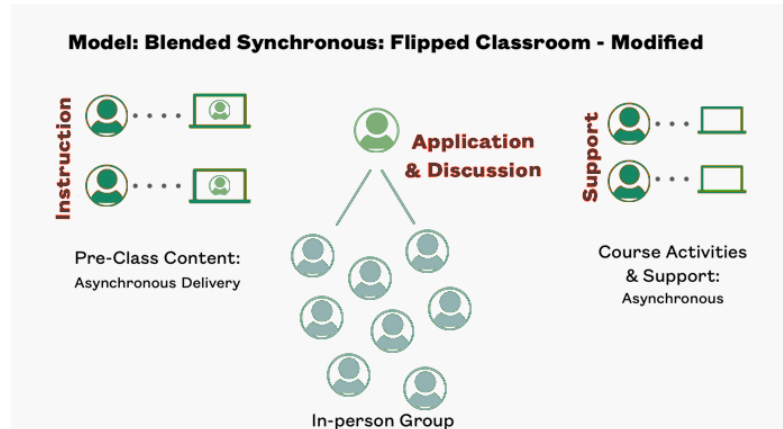 Model: Blended Synchronous: Flipped Classroom - Modified
Instruction
Pre-Class Content:
Asynchronous Delivery
Application
& Discussion
In-person Group
Support
Course Activities
& Support:
Asynchronous